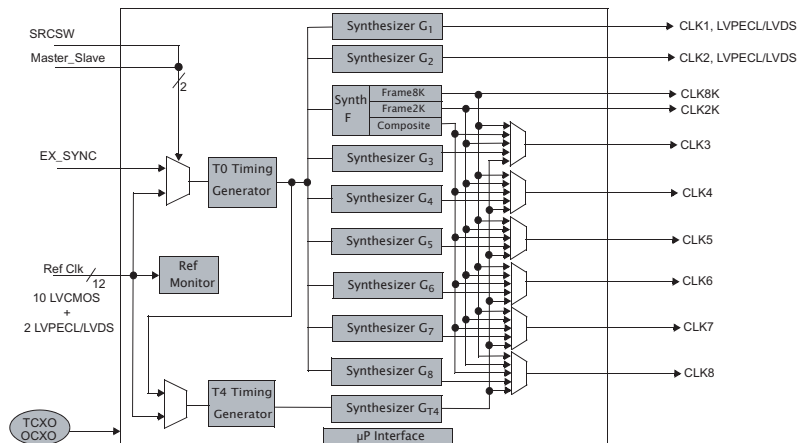 SRCSW
Master_Slave
2
EX_SYNC
T0 Timing
Generator
Ref Clk
12
10 LVCMOS
+
2 LVPECL/LVDS
Ref
Monitor
T4 Timing
Generator
TCXO
OCXO
Synthesizer G1
Synthesizer G2
Synth
F
Frame8K
Frame2K
Composite
Synthesizer G3
Synthesizer G4
Synthesizer G5
Synthesizer G6
Synthesizer G7
Synthesizer G8
Synthesizer GT4
µP Interface
CLK1, LVPECL/LVDS
CLK2, LVPECL/LVDS
CLK8K
CLK2K
CLK3
CLK4
CLK5
CLK6
CLK7
CLK8